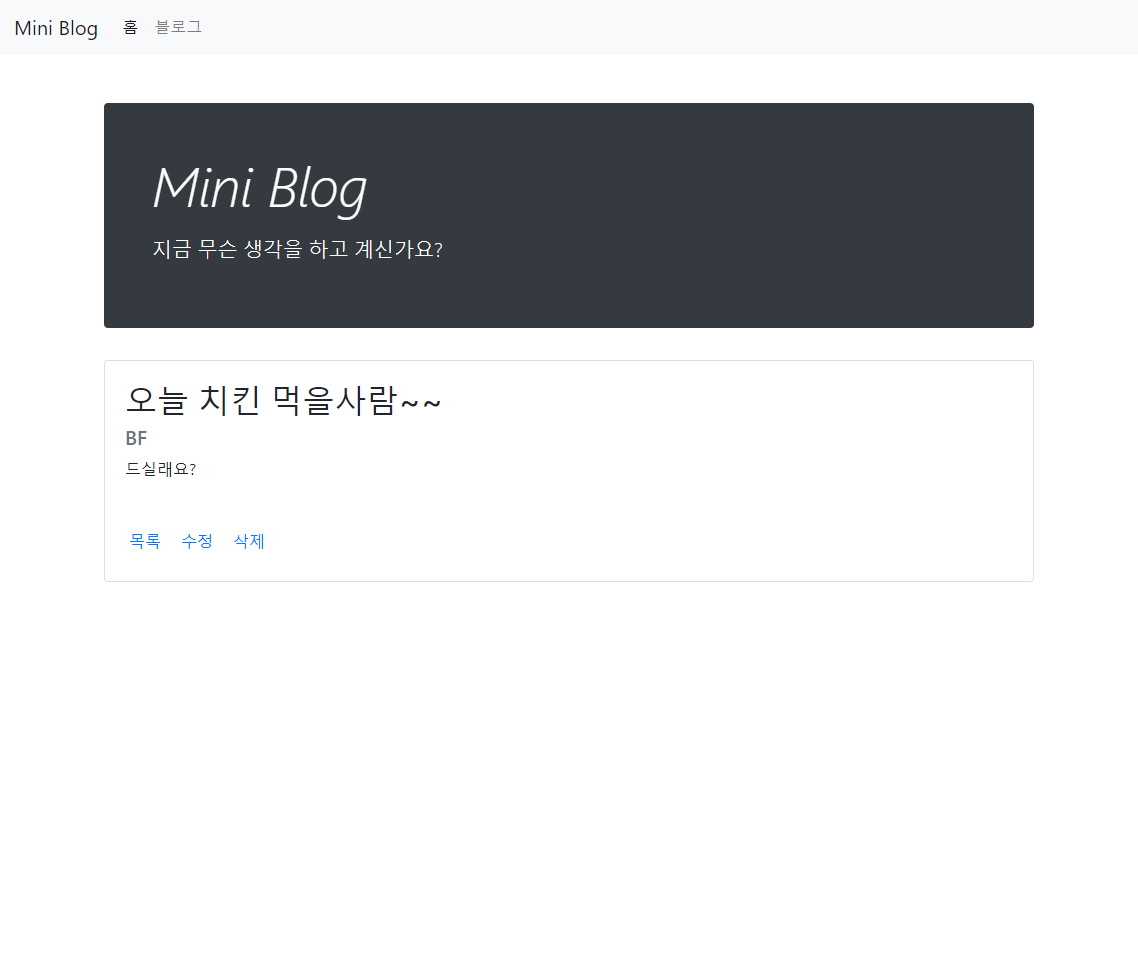 Mini Blog 홈 블로그
Mini Blog
지금 무슨 생각을 하고 계신가요?
오늘 치킨 먹을사람~~
BF
드실래요?
목록 수정 삭제